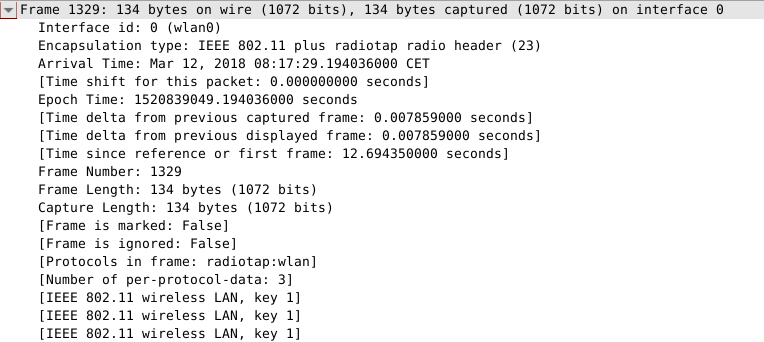 Frame 1329: 134 bytes on wire (1072 bits), 134 bytes captured (1072 bits) on interface 0
Interface id: 0 (wlan0)
Encapsulation type: IEEE 802.11 plus radiotap radio header (23)
Arrival Time: Mar 12, 2018 08:17:29.194036000 CET
[Time shift for this packet: 0.000000000 seconds]
Epoch Time: 1520839049.194036000 seconds
[Time delta from previous captured frame: 0.007859000 seconds]
[Time delta from previous displayed frame: 0.007859000 seconds]
[Time since reference or first frame: 12.694350000 seconds]
Frame Number: 1329
Frame Length: 134 bytes (1072 bits)
Capture Length: 134 bytes (1072 bits)
[Frame is marked: False]
[Frame is ignored: False]
[Protocols in frame: radiotap:wlan]
[Number of per-protocol-data: 3]
[IEEE 802.11 wireless LAN, key 1]
[IEEE 802.11 wireless LAN, key 1]
[IEEE 802.11 wireless LAN, key 1]